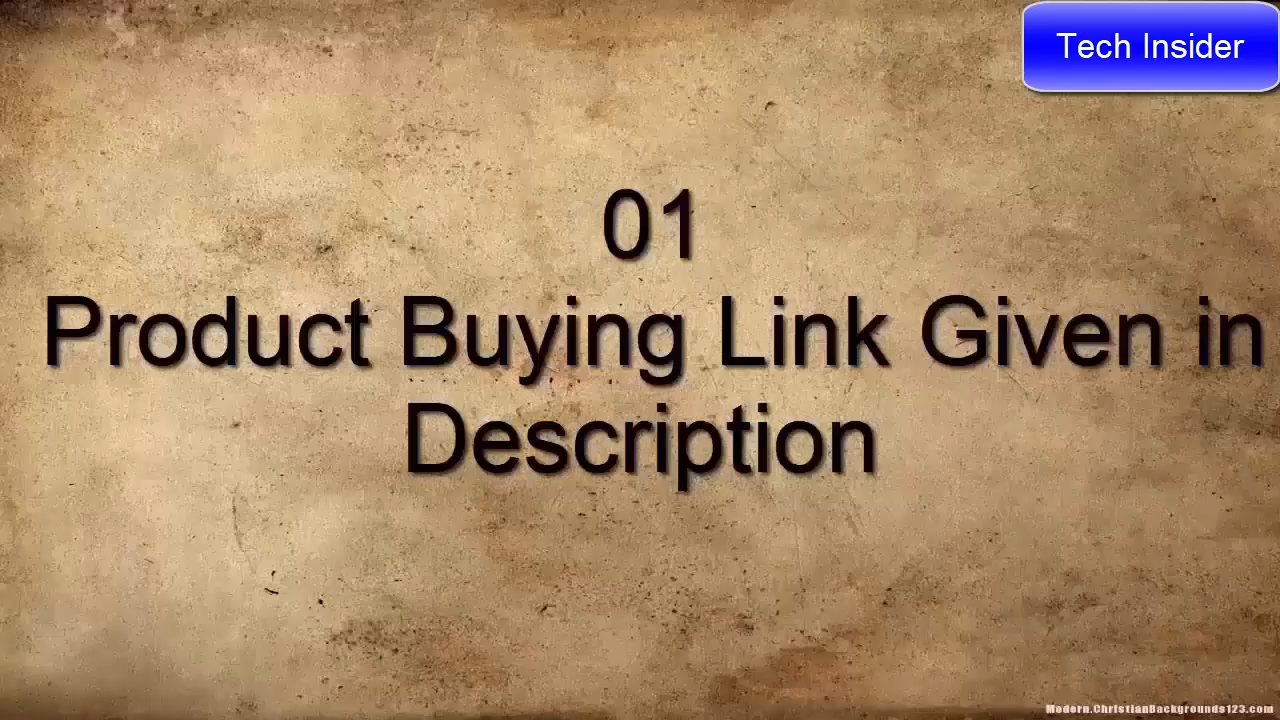 Tech Insider
01
Product Buying Link Given in
Description
Modern.ChristianBackgrounds123.com